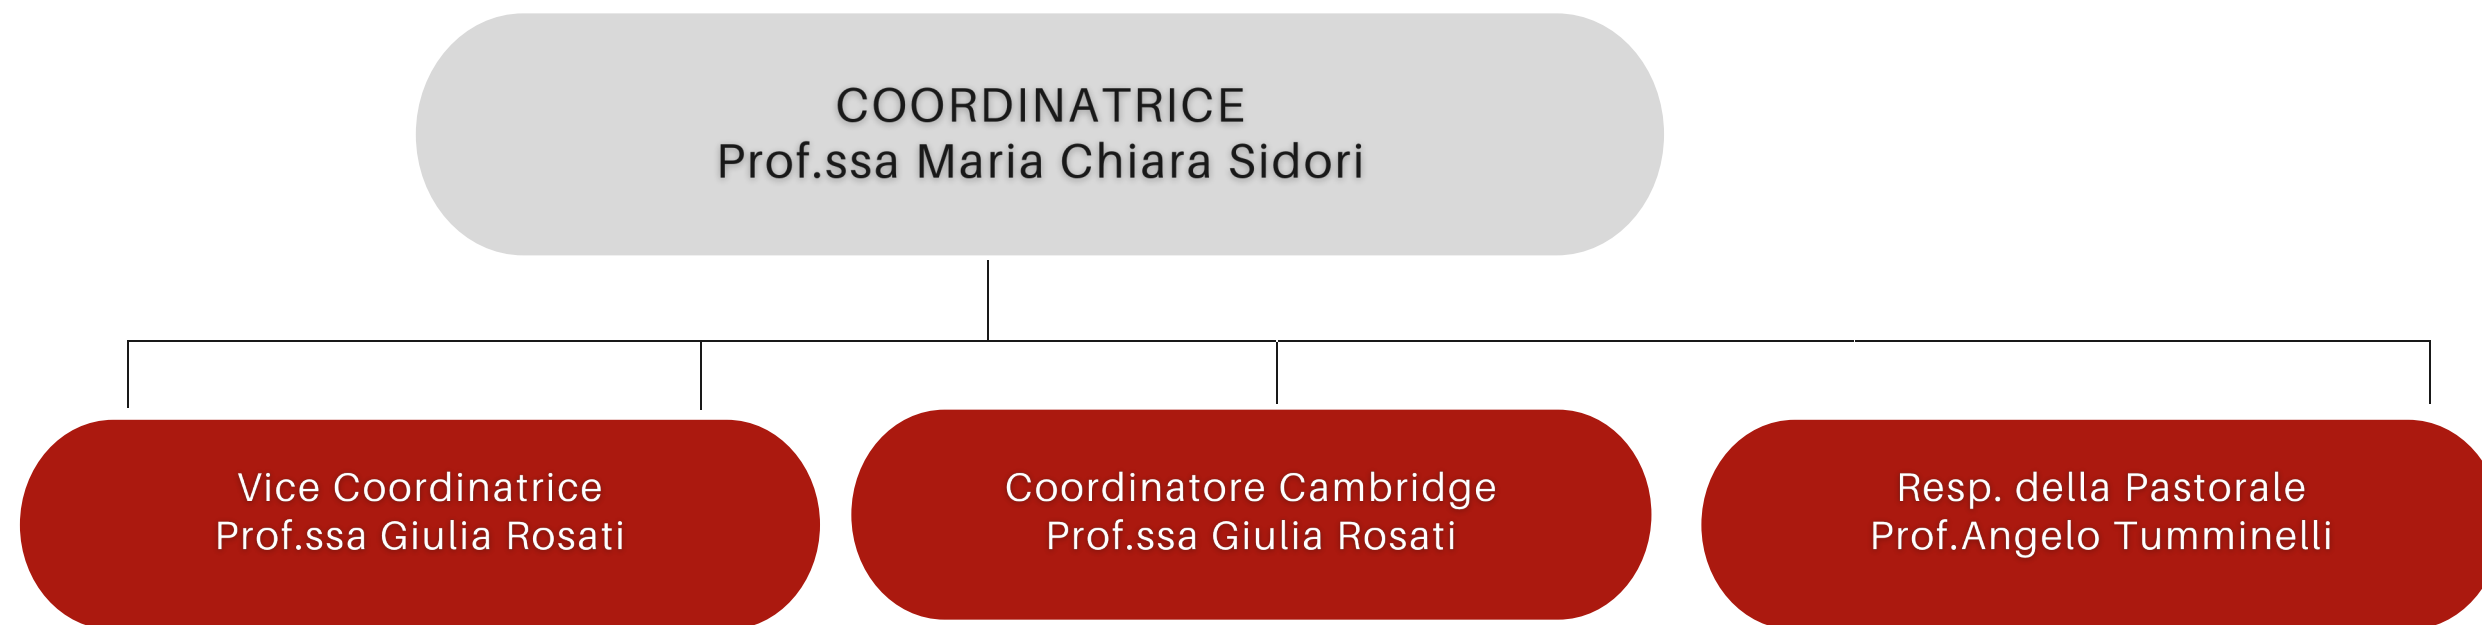 COORDINATRICE
Prof.ssa Maria Chiara Sidori
Vice Coordinatrice
Prof.ssa Giulia Rosati
Coordinatore Cambridge
Prof.ssa Giulia Rosati
Resp. della Pastorale
Prof.Angelo Tumminelli